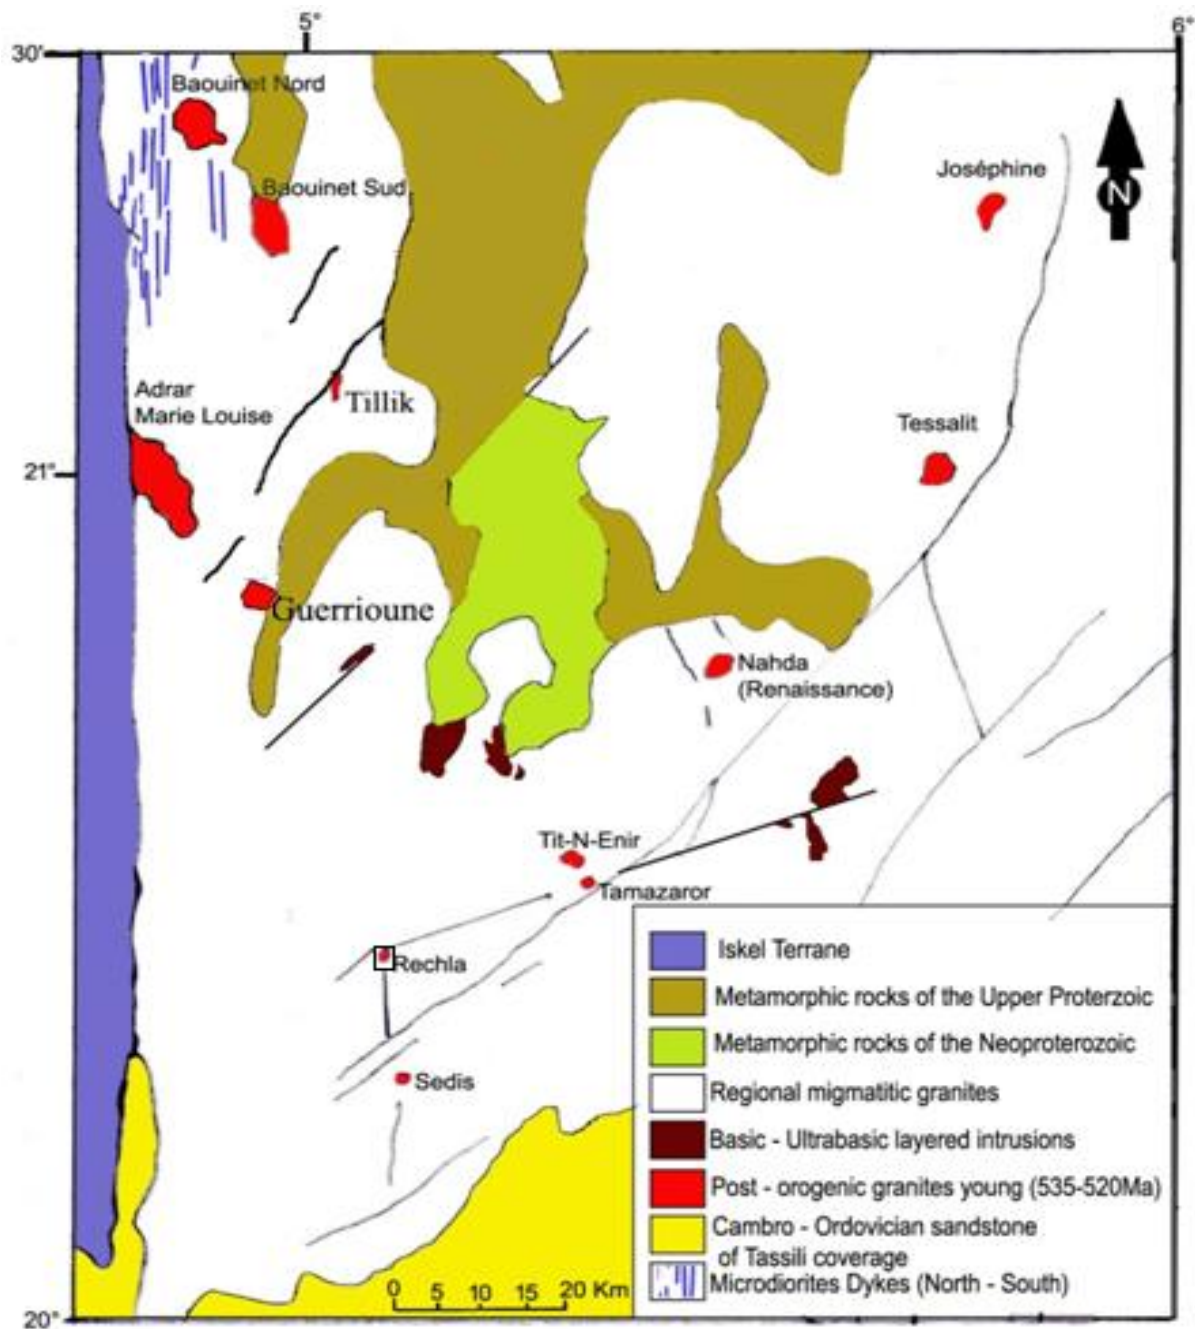 5°
6°
30'
Baouinet Nord
Baouinet Sud
Joséphine
N
Adrar
Marie Louise
Tillik
Tessalit
21°
Guerrioune
Nahda
(Renaissance)
Tit-N-Enir
Tamazaror
Rechla
Sedis
Iskel Terrane
Metamorphic rocks of the Upper Proterzoic
Metamorphic rocks of the Neoproterozoic
Regional migmatitic granites
Basic - Ultrabasic layered intrusions
Post - orogenic granites young (535-520Ma)
Cambro - Ordovician sandstone
of Tassili coverage
Microdiorites Dykes (North - South)
0 5 10 15 20 Km
20°